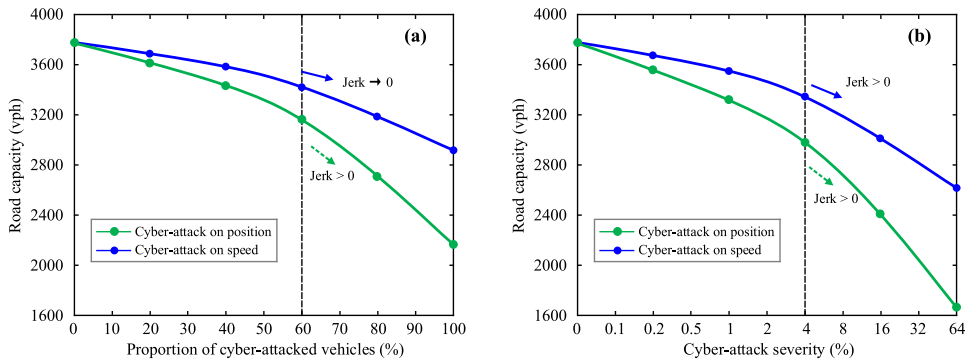 4000
3600
3200
2800
2400
2000
1600
Road capacity (vph)
(a)
Jerk → 0
Jerk > 0
Cyber-attack on position
Cyber-attack on speed
0 10 20 30 40 50 60 70 80 90 100
Proportion of cyber-attacked vehicles (%)
4000
3600
3200
2800
2400
2000
1600
Road capacity (vph)
(b)
Jerk > 0
Jerk > 0
Cyber-attack on position
Cyber-attack on speed
0 0.1 0.2 0.5 1 2 4 8 16 32 64
Cyber-attack severity (%)